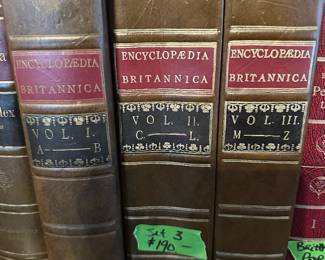 ENCYCLOPÆDIA
BRITANNICA
VOL. I.
A—B
ENCYCLOPÆDIA
BRITANNICA
VOL. II.
C.—L.
ENCYCLOPÆDIA
BRITANNICA
VOL. III.
M—Z
Set 3
$190—